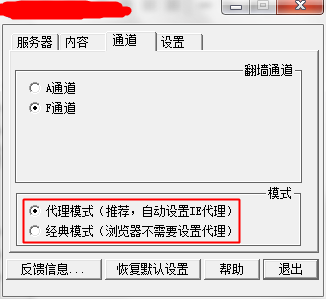 服务器 内容 通道 设置
翻墙通道
A通道
F通道
模式
代理模式(推荐,自动设置IE代理)
经典模式(浏览器不需要设置代理)
反馈信息... 恢复默认设置 帮助 退出